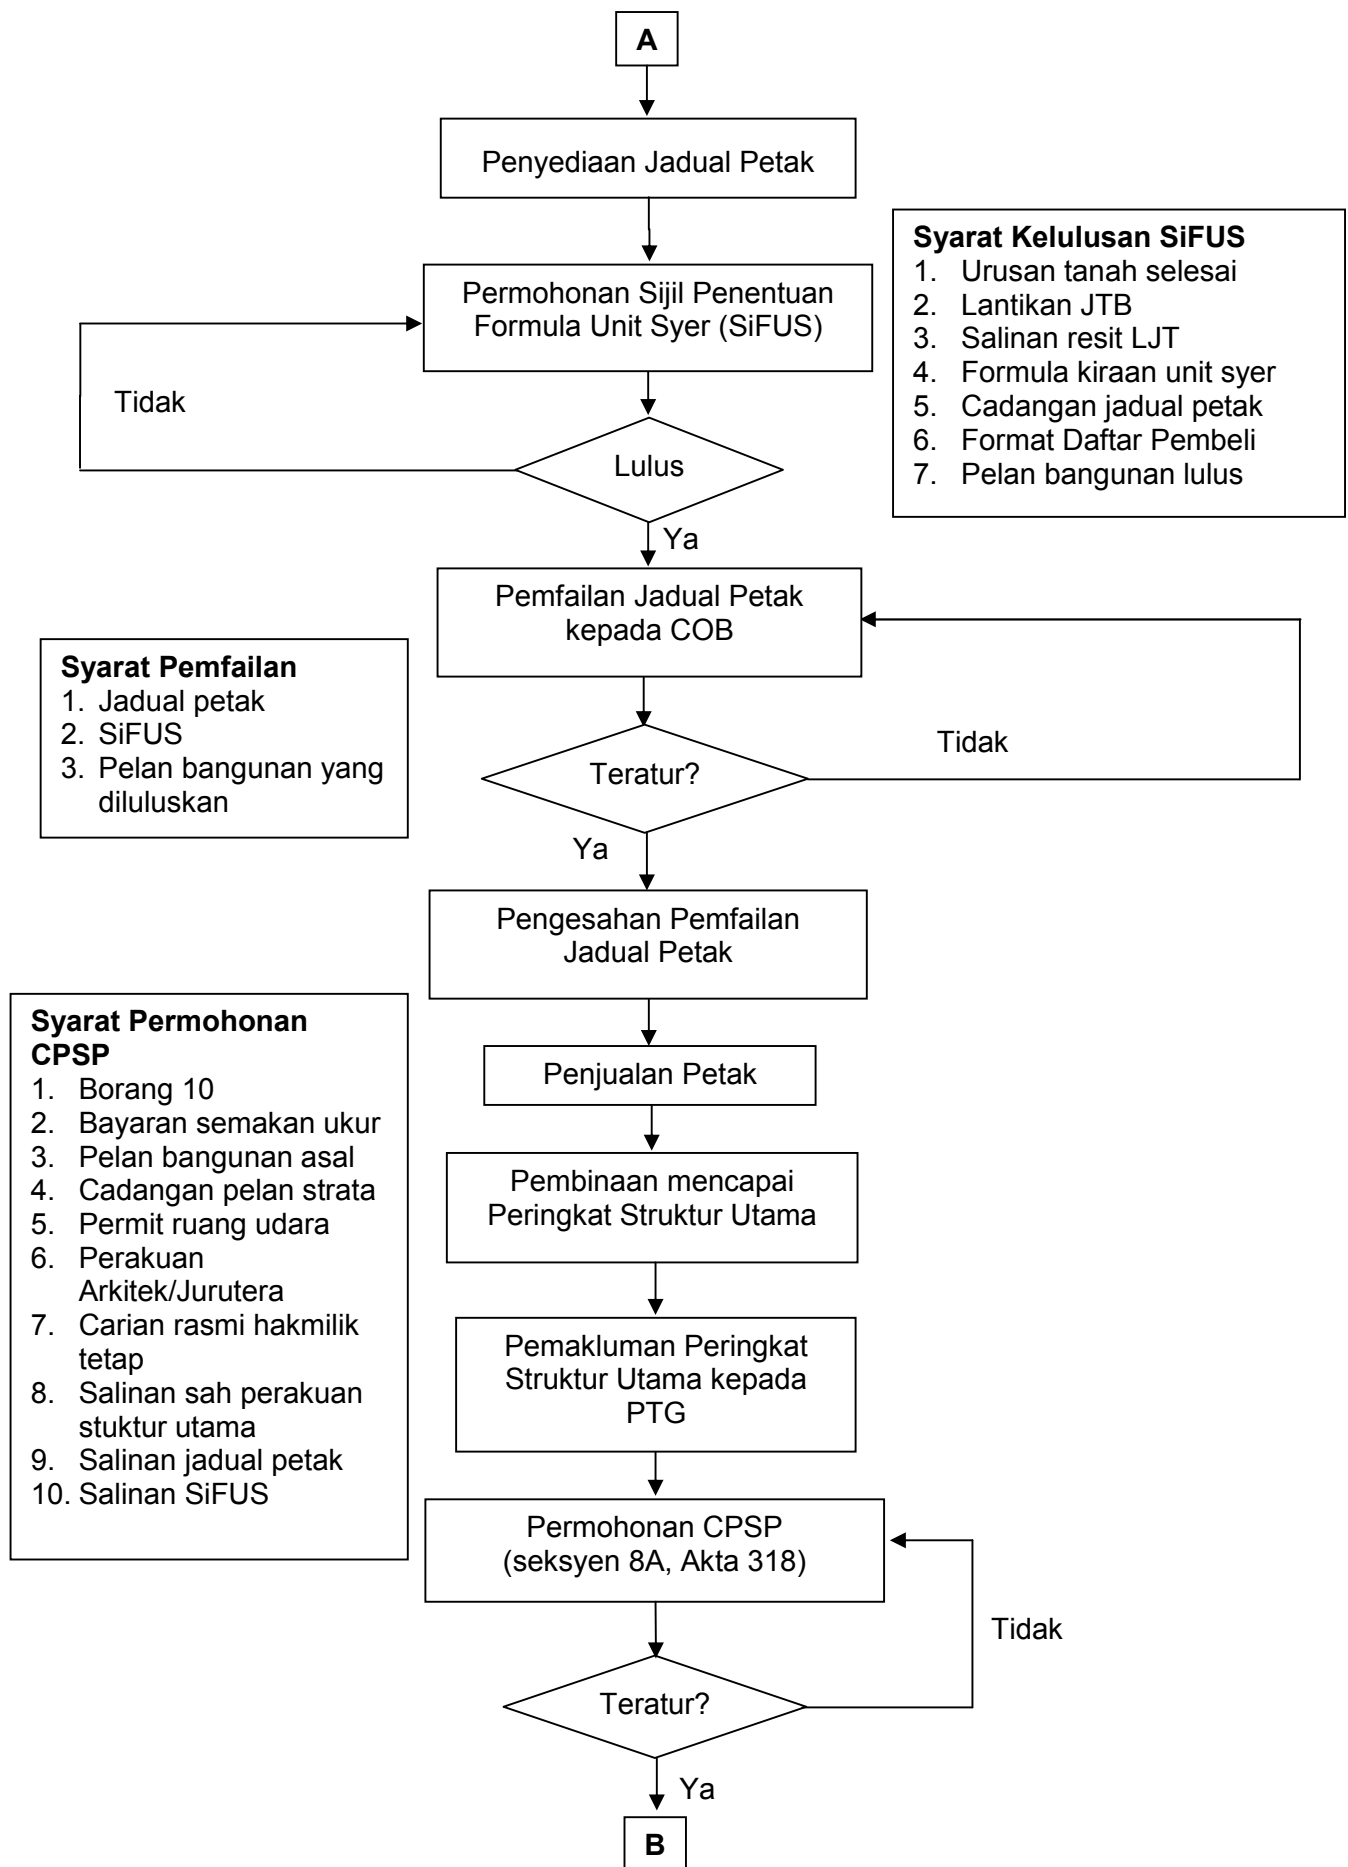 A
Penyediaan Jadual Petak
Permohonan Sijil Penentuan
Formula Unit Syer (SiFUS)
Syarat Kelulusan SiFUS
1. Urusan tanah selesai
2. Lantikan JTB
3. Salinan resit LJT
4. Formula kiraan unit syer
5. Cadangan jadual petak
6. Format Daftar Pembeli
7. Pelan bangunan lulus
Tidak
Lulus
Ya
Pemfailan Jadual Petak
kepada COB
Syarat Pemfailan
1. Jadual petak
2. SiFUS
3. Pelan bangunan yang
diluluskan
Teratur?
Tidak
Ya
Pengesahan Pemfailan
Jadual Petak
Syarat Permohonan
CPSP
1. Borang 10
2. Bayaran semakan ukur
3. Pelan bangunan asal
4. Cadangan pelan strata
5. Permit ruang udara
6. Perakuan
Arkitek/Jurutera
7. Carian rasmi hakmilik
tetap
8. Salinan sah perakuan
stuktur utama
9. Salinan jadual petak
10. Salinan SiFUS
Penjualan Petak
Pembinaan mencapai
Peringkat Struktur Utama
Pemakluman Peringkat
Struktur Utama kepada
PTG
Permohonan CPSP
(seksyen 8A, Akta 318)
Tidak
Teratur?
Ya
B